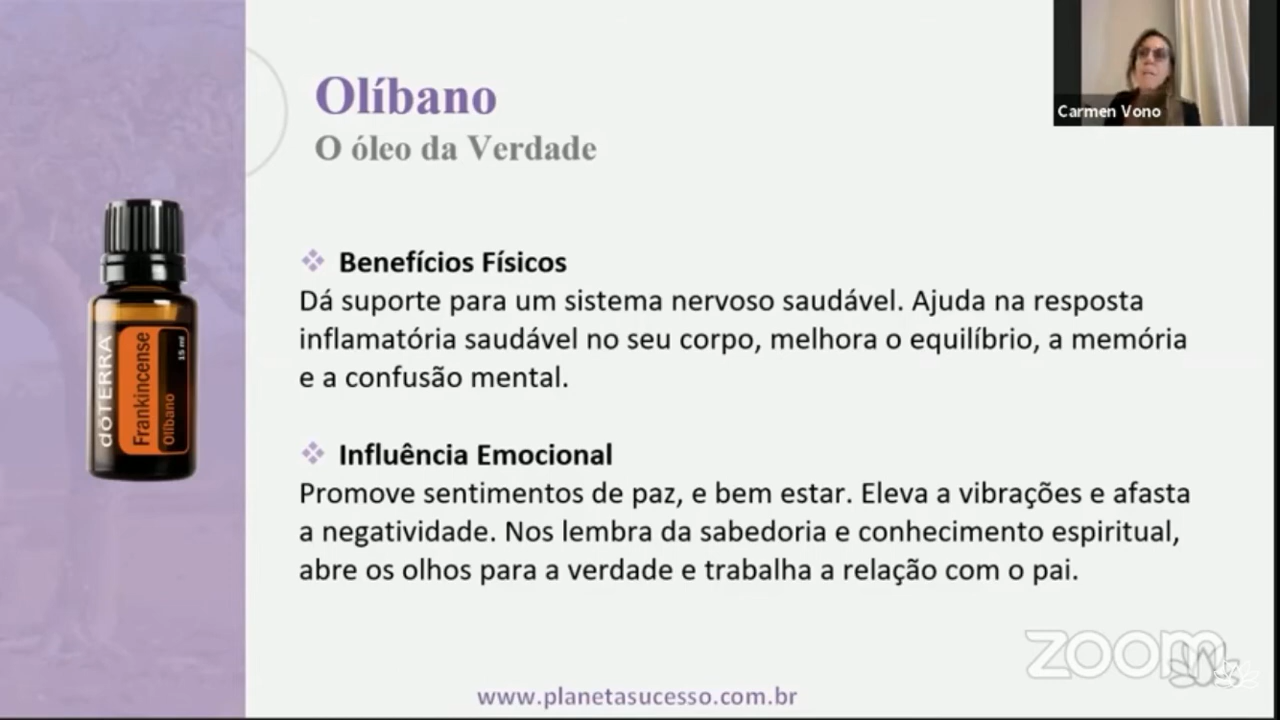 Olíbano
O óleo da Verdade
Carmen Vono
Benefícios Físicos
Dá suporte para um sistema nervoso saudável. Ajuda na resposta
inflamatória saudável no seu corpo, melhora o equilíbrio, a memória
e a confusão mental.
Influência Emocional
Promove sentimentos de paz, e bem estar. Eleva a vibrações e afasta
a negatividade. Nos lembra da sabedoria e conhecimento espiritual,
abre os olhos para a verdade e trabalha a relação com o pai.
dōTERRA
Frankincense
Olíbano
15 ml
zoom
www.planetasucesso.com.br